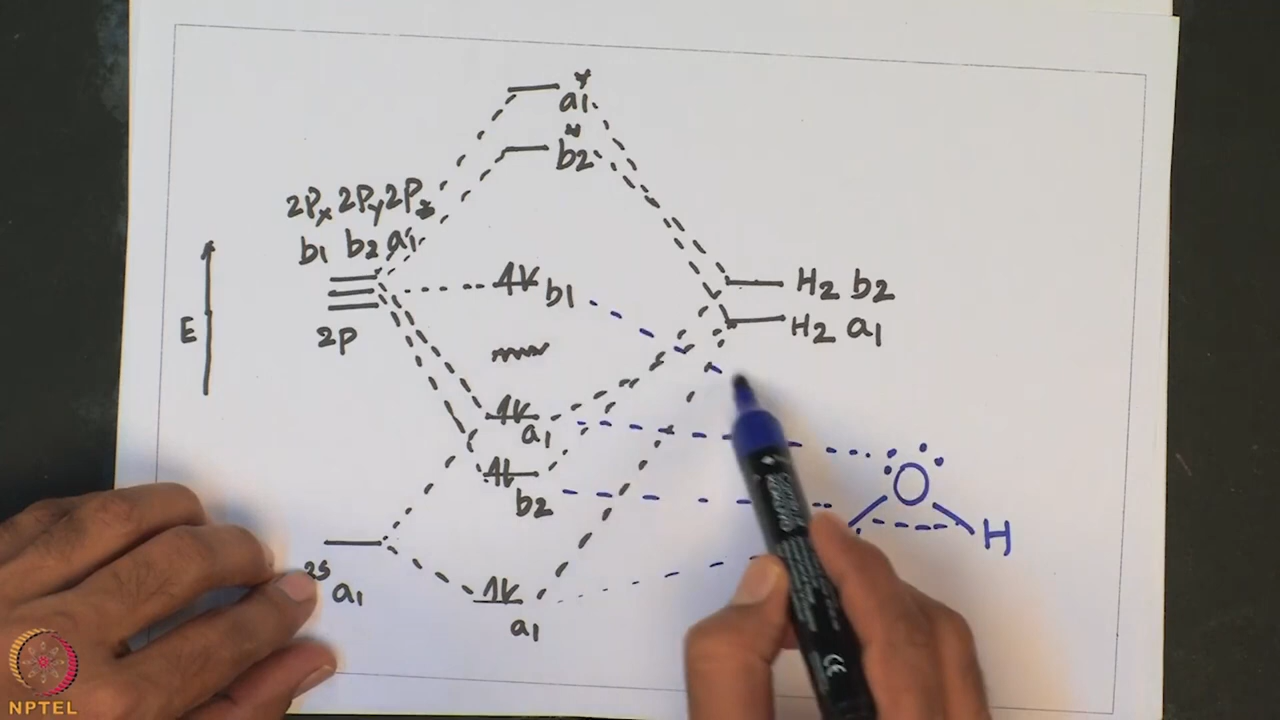 a1*
b2*
2Px 2Py 2Pz
b1 b2 a1
b1
H2 b2
E
2P
H2 a1
a1
O
b2
H
2s
a1
a1
NPTEL